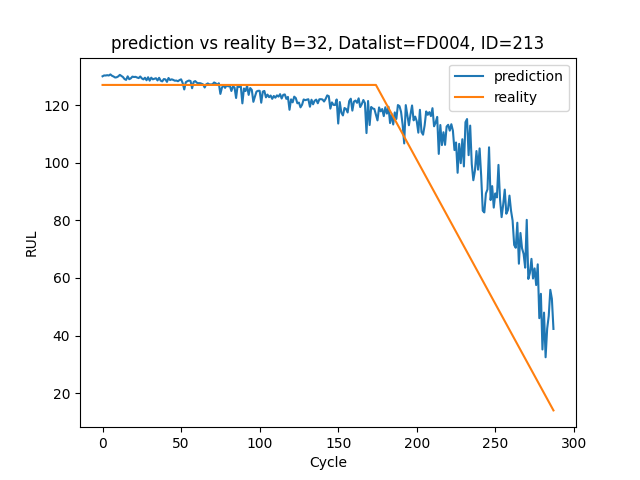 prediction vs reality B=32, Datalist=FD004, ID=213
prediction
reality
120
100
80
60
40
20
RUL
0 50 100 150 200 250 300
Cycle